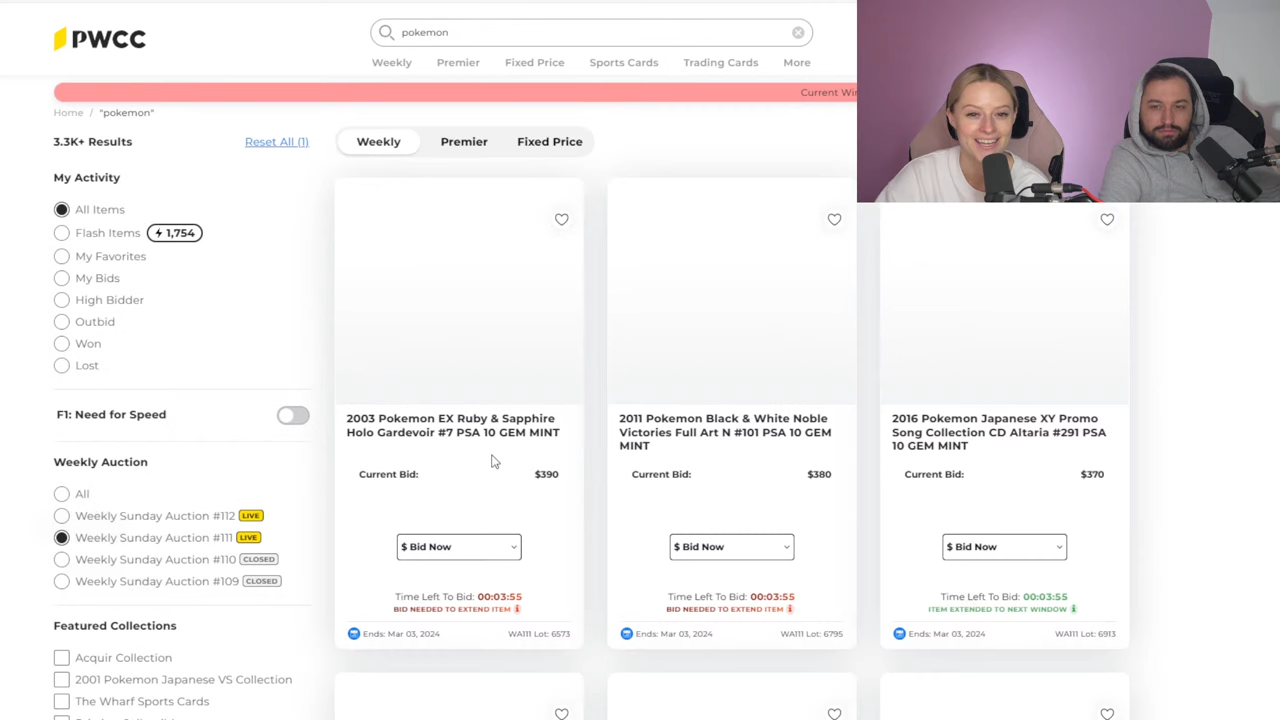 PWCC
pokemon
Weekly Premier Fixed Price Sports Cards Trading Cards More
Current Win
Home / "pokemon"
3.3K+ Results Reset All (1)
Weekly Premier Fixed Price
My Activity
All Items
Flash Items 1,754
My Favorites
My Bids
High Bidder
Outbid
Won
Lost
F1: Need for Speed
Weekly Auction
All
Weekly Sunday Auction #112 LIVE
Weekly Sunday Auction #111 LIVE
Weekly Sunday Auction #110 CLOSED
Weekly Sunday Auction #109 CLOSED
Featured Collections
Acquir Collection
2001 Pokemon Japanese VS Collection
The Wharf Sports Cards
2003 Pokemon EX Ruby & Sapphire
Holo Gardevoir #7 PSA 10 GEM MINT
Current Bid: $390
$ Bid Now
Time Left To Bid: 00:03:55
BID NEEDED TO EXTEND ITEM
Ends: Mar 03, 2024 WA111 Lot: 6573
2011 Pokemon Black & White Noble
Victories Full Art N #101 PSA 10 GEM
MINT
Current Bid: $380
$ Bid Now
Time Left To Bid: 00:03:55
BID NEEDED TO EXTEND ITEM
Ends: Mar 03, 2024 WA111 Lot: 6795
2016 Pokemon Japanese XY Promo
Song Collection CD Altaria #291 PSA
10 GEM MINT
Current Bid: $370
$ Bid Now
Time Left To Bid: 00:03:55
ITEM EXTENDED TO NEXT WINDOW
Ends: Mar 03, 2024 WA111 Lot: 6913